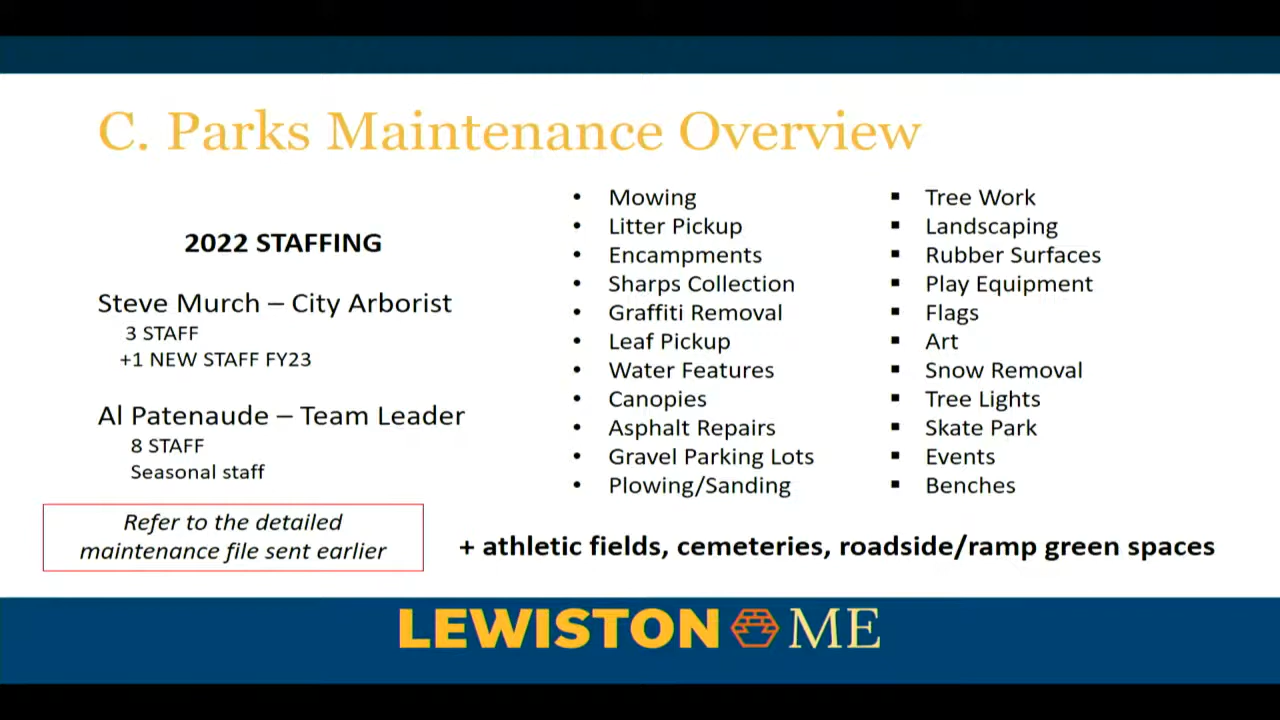 C. Parks Maintenance Overview
2022 STAFFING
Steve Murch – City Arborist
3 STAFF
+1 NEW STAFF FY23
Al Patenaude – Team Leader
8 STAFF
Seasonal staff
Refer to the detailed
maintenance file sent earlier
• Mowing
• Litter Pickup
• Encampments
• Sharps Collection
• Graffiti Removal
• Leaf Pickup
• Water Features
• Canopies
• Asphalt Repairs
• Gravel Parking Lots
• Plowing/Sanding
▪ Tree Work
▪ Landscaping
▪ Rubber Surfaces
▪ Play Equipment
▪ Flags
▪ Art
▪ Snow Removal
▪ Tree Lights
▪ Skate Park
▪ Events
▪ Benches
+ athletic fields, cemeteries, roadside/ramp green spaces
LEWISTON ME